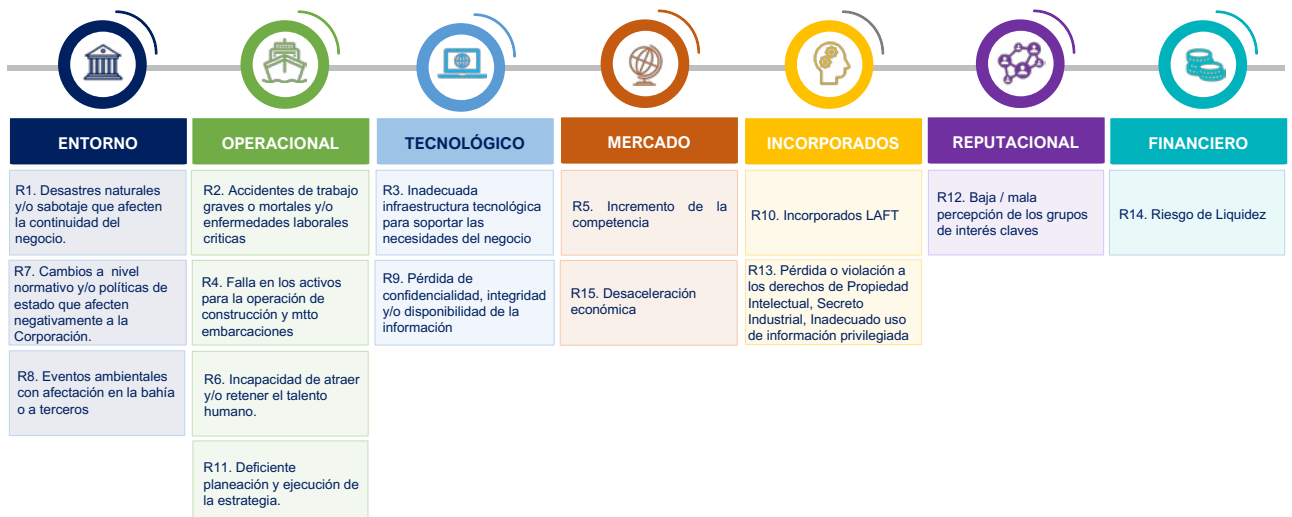 ENTORNO
R1. Desastres naturales
y/o sabotaje que afecten
la continuidad del
negocio.
R7. Cambios a nivel
normativo y/o políticas de
estado que afecten
negativamente a la
Corporación.
R8. Eventos ambientales
con afectación en la bahía
o a terceros
OPERACIONAL
R2. Accidentes de trabajo
graves o mortales y/o
enfermedades laborales
criticas
R4. Falla en los activos
para la operación de
construcción y mtto
embarcaciones
R6. Incapacidad de atraer
y/o retener el talento
humano.
R11. Deficiente
planeación y ejecución de
la estrategia.
TECNOLÓGICO
R3. Inadecuada
infraestructura tecnológica
para soportar las
necesidades del negocio
R9. Pérdida de
confidencialidad, integridad
y/o disponibilidad de la
información
MERCADO
R5. Incremento de la
competencia
R15. Desaceleración
económica
INCORPORADOS
R10. Incorporados LAFT
R13. Pérdida o violación a
los derechos de Propiedad
Intelectual, Secreto
Industrial, Inadecuado uso
de información privilegiada
REPUTACIONAL
R12. Baja / mala
percepción de los grupos
de interés claves
FINANCIERO
R14. Riesgo de Liquidez